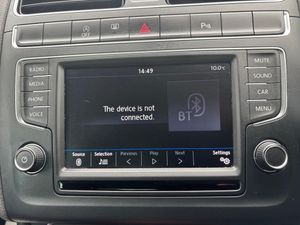 RADIO
MEDIA
PHONE
VOICE
14:49
10.0°C
The device is not
connected.
BT
Source Selection Previous Play Next Settings
MUTE
SOUND
CAR
MENU